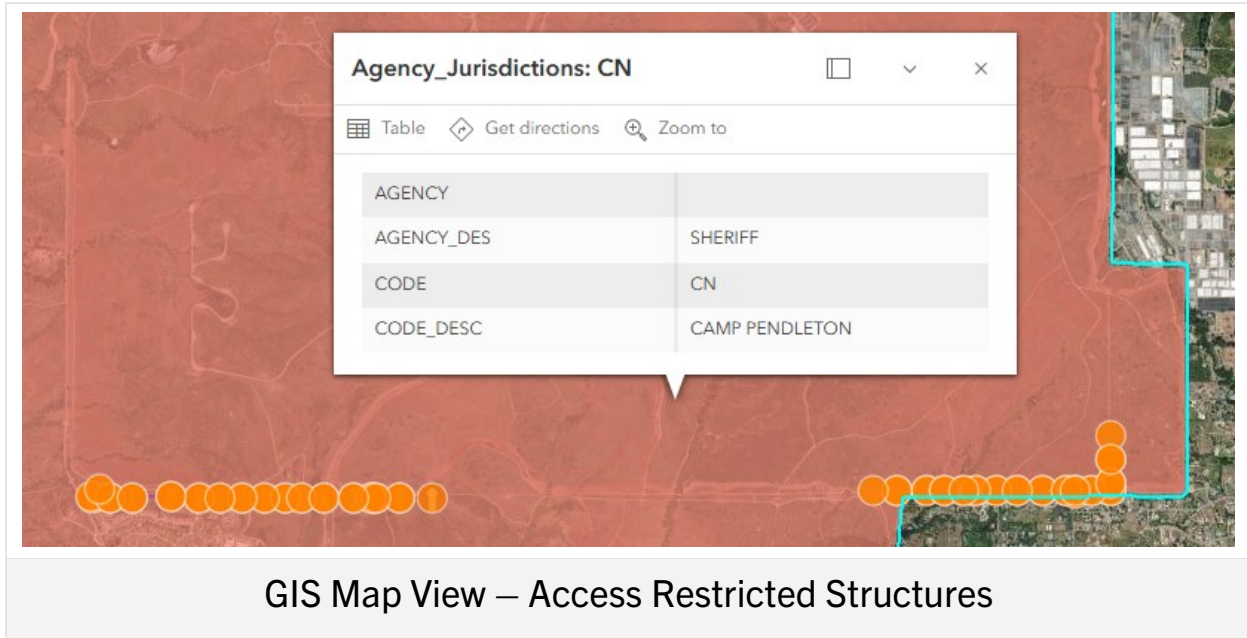 Agency_Jurisdictions: CN
Table Get directions Zoom to
AGENCY
AGENCY_DES SHERIFF
CODE CN
CODE_DESC CAMP PENDLETON
GIS Map View – Access Restricted Structures